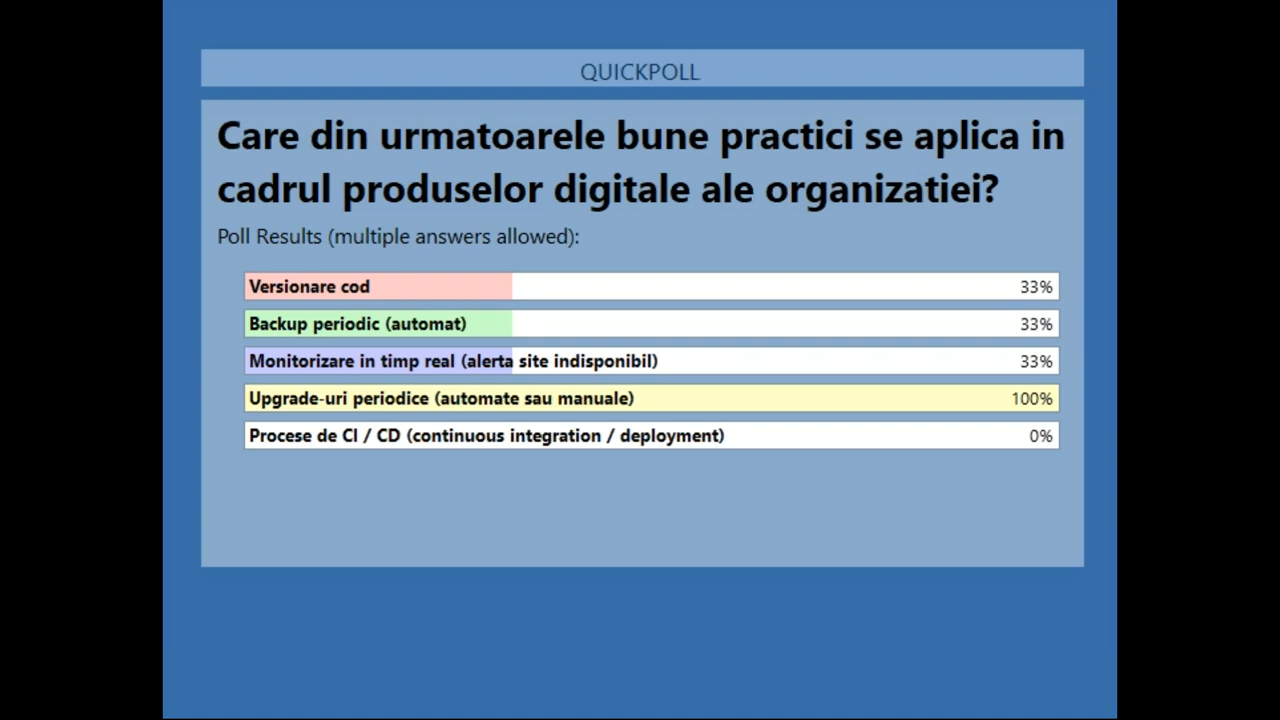 QUICKPOLL
Care din urmatoarele bune practici se aplica in
cadrul produselor digitale ale organizatiei?
Poll Results (multiple answers allowed):
Versionare cod 33%
Backup periodic (automat) 33%
Monitorizare in timp real (alerta site indisponibil) 33%
Upgrade-uri periodice (automate sau manuale) 100%
Procese de CI / CD (continuous integration / deployment) 0%